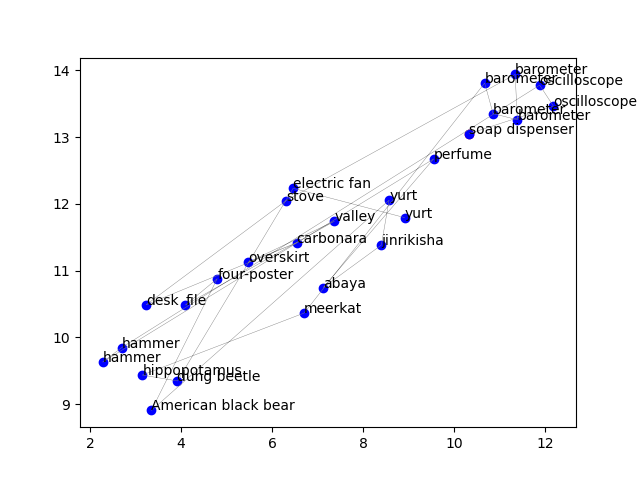 14
13
12
11
10
9
2
4
6
8
10
12
barometer
barometer
oscilloscope
oscilloscope
barometer
barometer
soap dispenser
perfume
electric fan
stove
yurt
yurt
valley
carbonara
jinrikisha
overskirt
four-poster
abaya
desk
file
meerkat
hammer
hammer
hippopotamus
dung beetle
American black bear